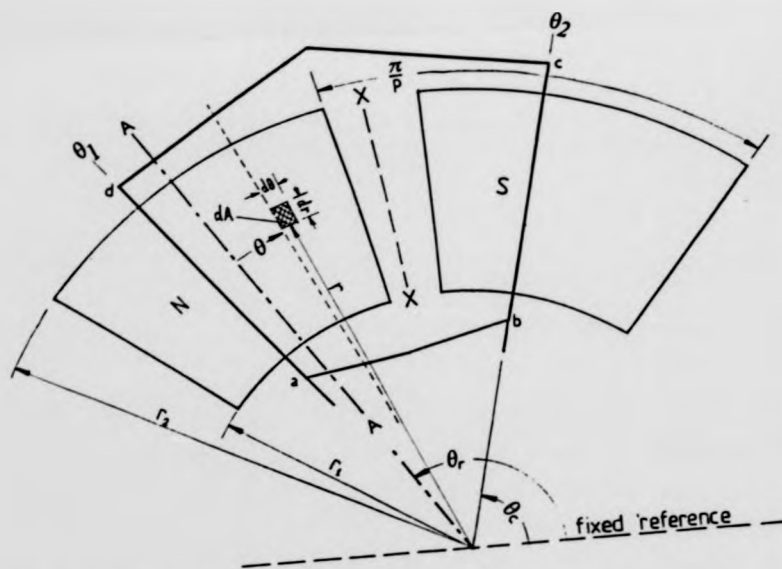 θ2
c
π/p
X
A
θ1
d
dθ
dr
dA
S
θ
r
X
N
b
a
A
r2
r1
θr
θc
fixed reference